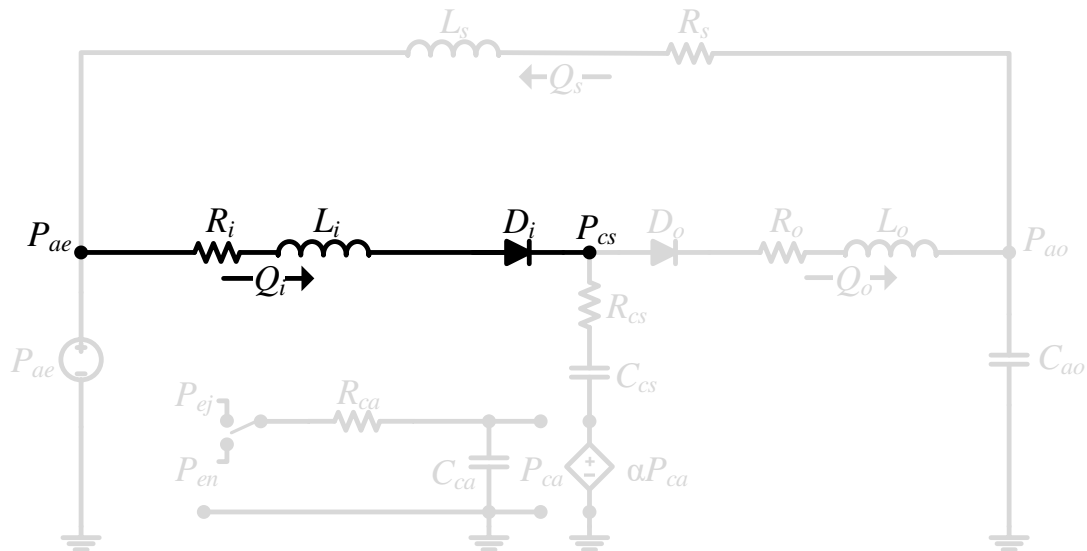 Ls Rs
Qs
Pae Ri Li Di Pcs Do Ro Lo Pao
Qi Qo
Rcs
Pae + − Cao
Pej Rca Ccs
Pen Cca Pca + − αPca